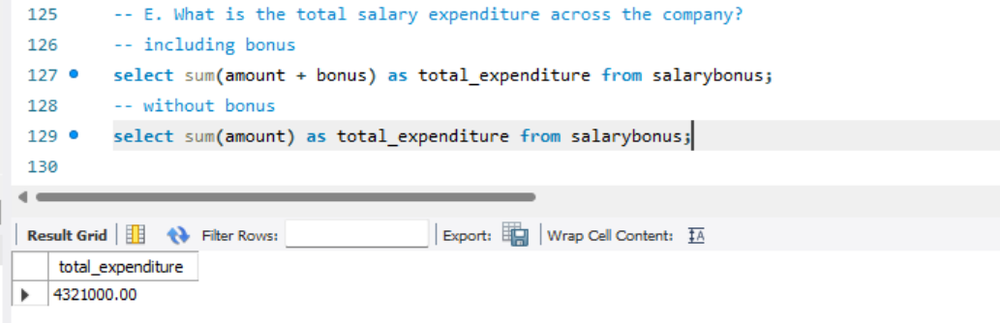 125 -- E. What is the total salary expenditure across the company?
126 -- including bonus
127 select sum(amount + bonus) as total_expenditure from salarybonus;
128 -- without bonus
129 select sum(amount) as total_expenditure from salarybonus;
130
Result Grid Filter Rows: Export: Wrap Cell Content: IA
total_expenditure
4321000.00